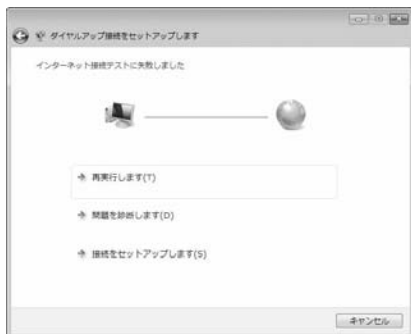 ダイヤルアップ接続をセットアップします
インターネット接続テストに失敗しました
再実行します(T)
問題を診断します(D)
接続をセットアップします(S)
キャンセル